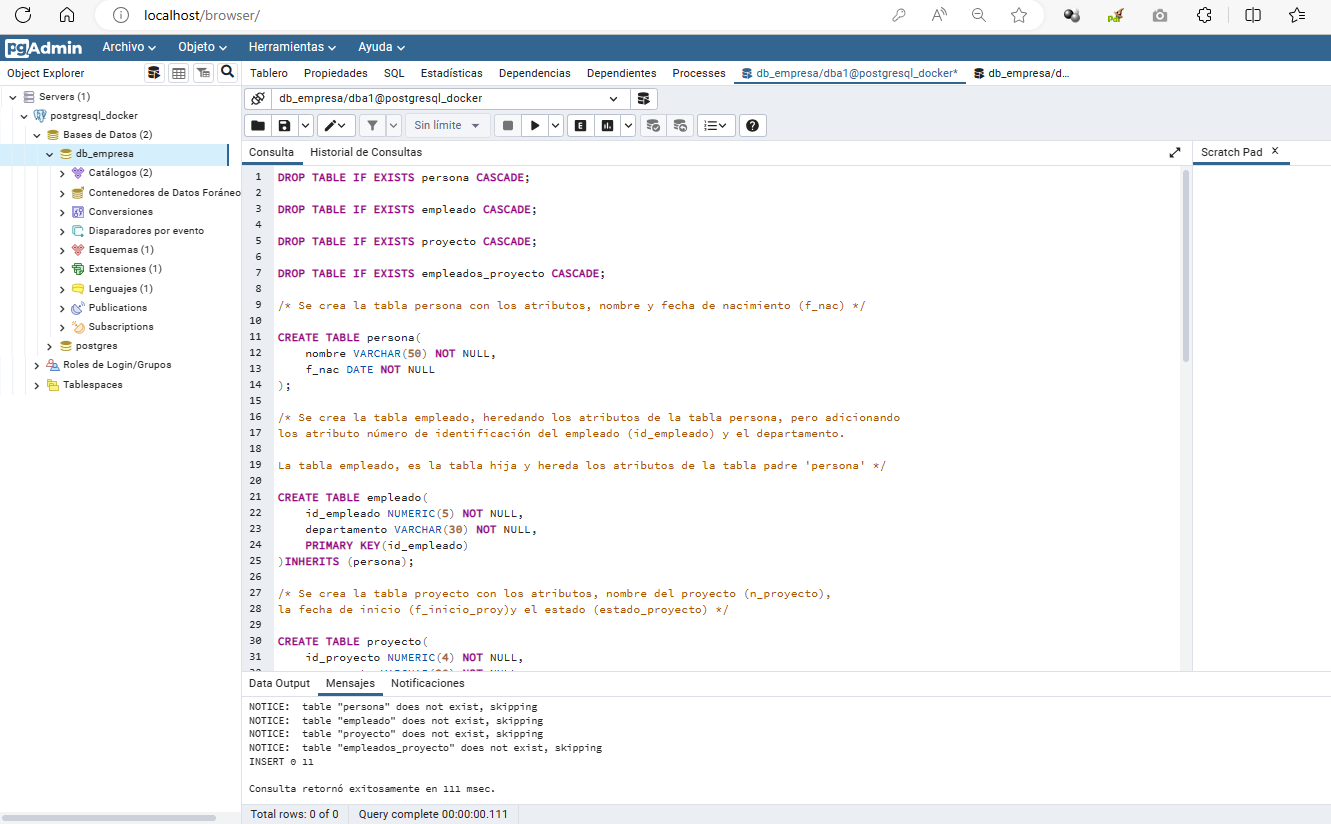 localhost/browser/
pgAdmin Archivo Objeto Herramientas Ayuda
Object Explorer
Tablero Propiedades SQL Estadísticas Dependencias Dependientes Processes db_empresa/dba1@postgresql_docker* db_empresa/d...
Servers (1)
postgresql_docker
Bases de Datos (2)
db_empresa
Catálogos (2)
Contenedores de Datos Foráneo
Conversiones
Disparadores por evento
Esquemas (1)
Extensiones (1)
Lenguajes (1)
Publications
Subscriptions
postgres
Roles de Login/Grupos
Tablespaces
db_empresa/dba1@postgresql_docker
Sin límite
E
Consulta Historial de Consultas
Scratch Pad X
1 DROP TABLE IF EXISTS persona CASCADE;
2
3 DROP TABLE IF EXISTS empleado CASCADE;
4
5 DROP TABLE IF EXISTS proyecto CASCADE;
6
7 DROP TABLE IF EXISTS empleados_proyecto CASCADE;
8
9 /* Se crea la tabla persona con los atributos, nombre y fecha de nacimiento (f_nac) */
10
11 CREATE TABLE persona(
12 nombre VARCHAR(50) NOT NULL,
13 f_nac DATE NOT NULL
14 );
15
16 /* Se crea la tabla empleado, heredando los atributos de la tabla persona, pero adicionando
17 los atributo número de identificación del empleado (id_empleado) y el departamento.
18
19 La tabla empleado, es la tabla hija y hereda los atributos de la tabla padre 'persona' */
20
21 CREATE TABLE empleado(
22 id_empleado NUMERIC(5) NOT NULL,
23 departamento VARCHAR(30) NOT NULL,
24 PRIMARY KEY(id_empleado)
25 )INHERITS (persona);
26
27 /* Se crea la tabla proyecto con los atributos, nombre del proyecto (n_proyecto),
28 la fecha de inicio (f_inicio_proy)y el estado (estado_proyecto) */
29
30 CREATE TABLE proyecto(
31 id_proyecto NUMERIC(4) NOT NULL,
Data Output Mensajes Notificaciones
NOTICE: table "persona" does not exist, skipping
NOTICE: table "empleado" does not exist, skipping
NOTICE: table "proyecto" does not exist, skipping
NOTICE: table "empleados_proyecto" does not exist, skipping
INSERT 0 11
Consulta retornó exitosamente en 111 msec.
Total rows: 0 of 0 Query complete 00:00:00.111